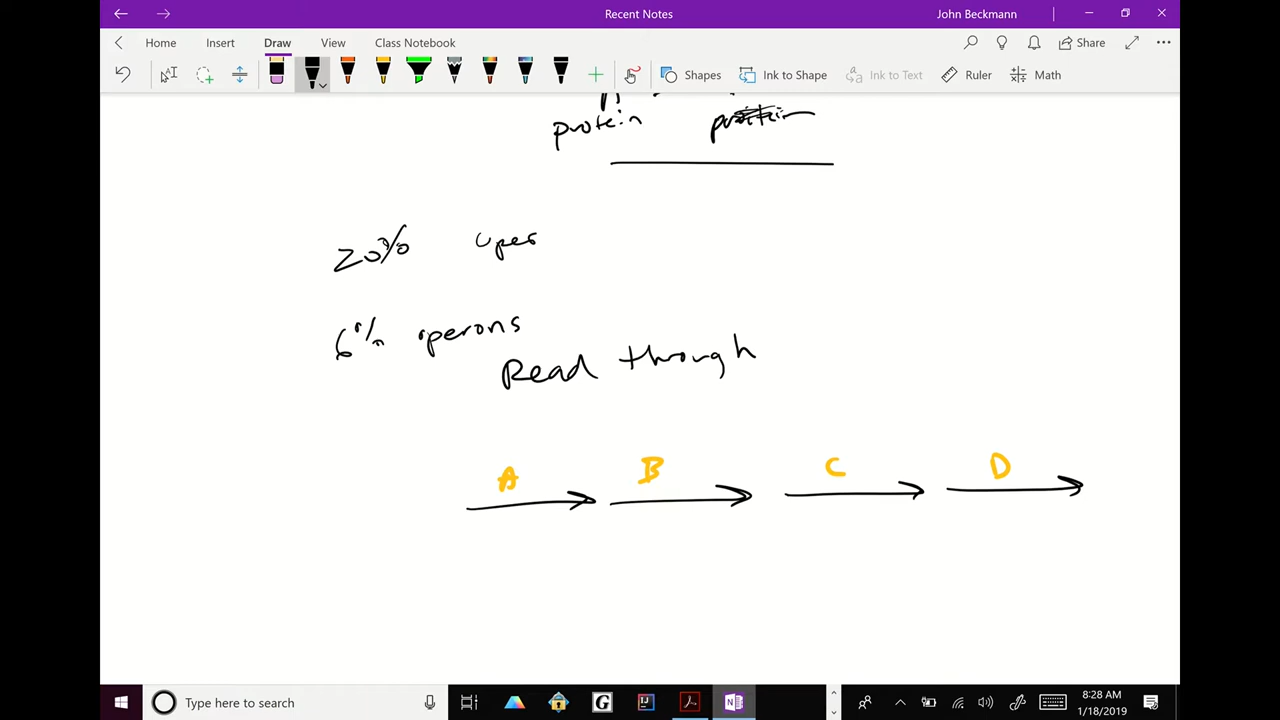 Recent Notes
John Beckmann
Home Insert Draw View Class Notebook
Share
Shapes Ink to Shape Ink to Text Ruler Math
protein
20%
6% operons
Read through
A B C D
Type here to search
8:28 AM
1/18/2019